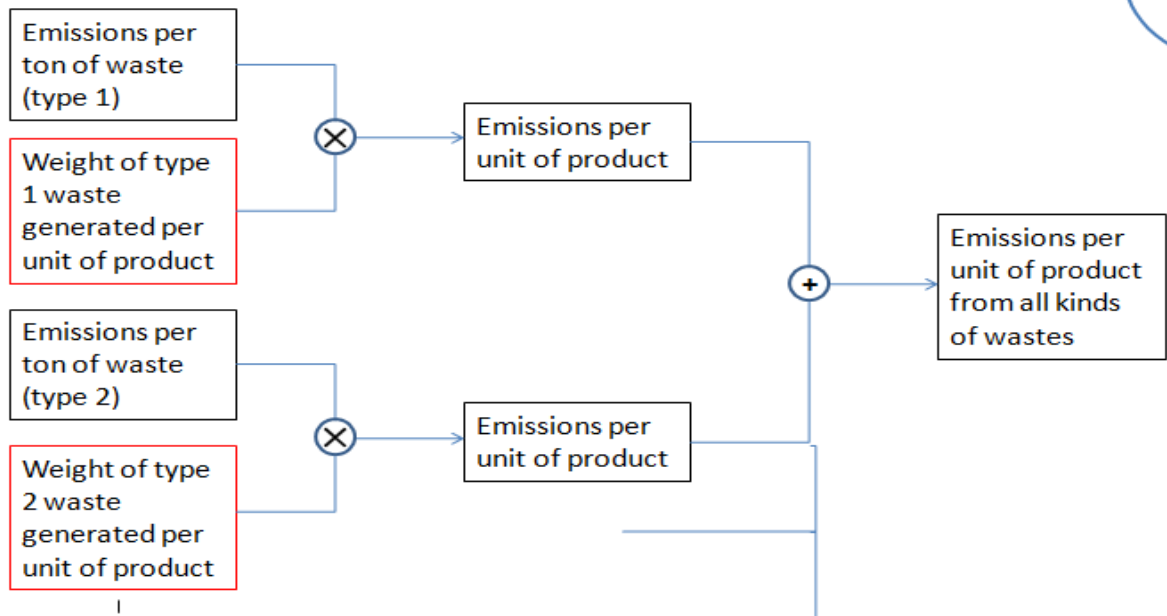 Emissions per
ton of waste
(type 1)
Weight of type
1 waste
generated per
unit of product
Emissions per
unit of product
Emissions per
ton of waste
(type 2)
Weight of type
2 waste
generated per
unit of product
Emissions per
unit of product
+
Emissions per
unit of product
from all kinds
of wastes